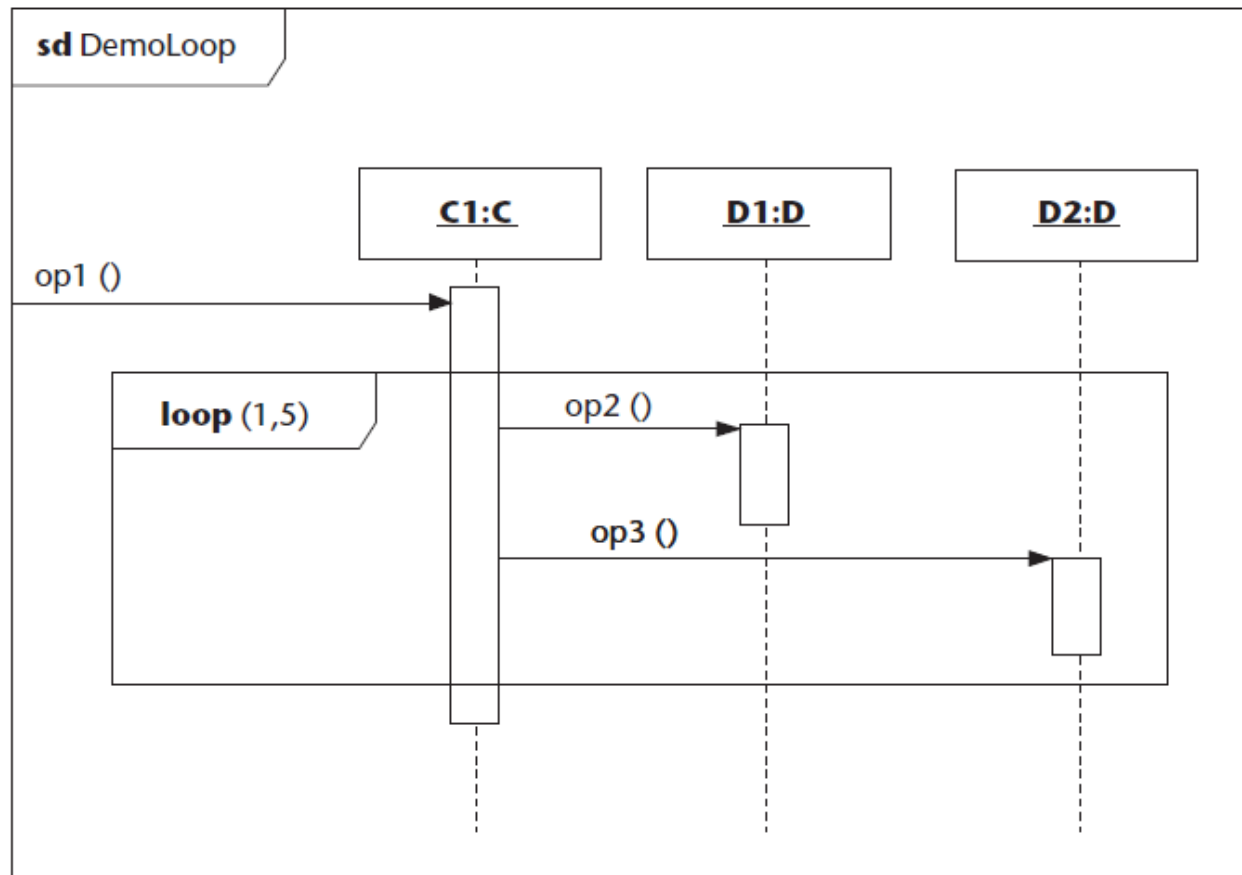 sd DemoLoop
C1:C
D1:D
D2:D
op1 ()
loop (1,5)
op2 ()
op3 ()